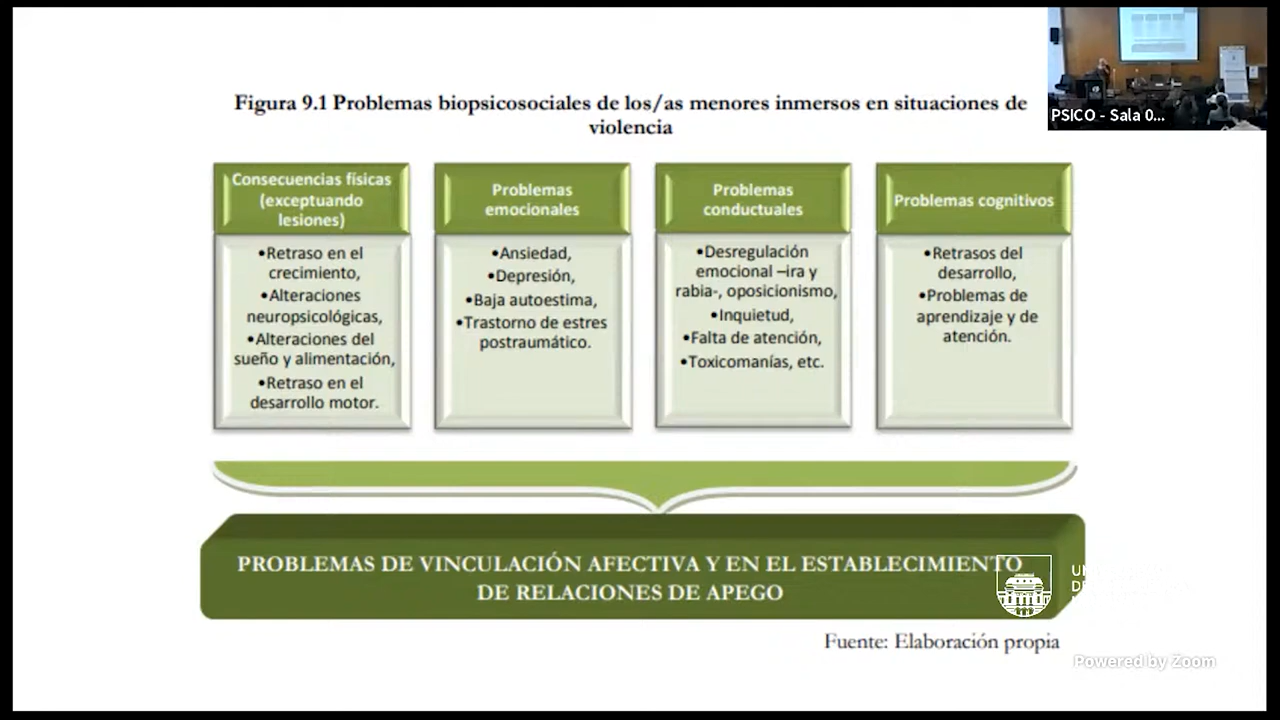 PSICO - Sala 0...
Figura 9.1 Problemas biopsicosociales de los/as menores inmersos en situaciones de
violencia
Consecuencias físicas
(exceptuando
lesiones)
•Retraso en el
crecimiento,
•Alteraciones
neuropsicológicas,
•Alteraciones del
sueño y alimentación,
•Retraso en el
desarrollo motor.
Problemas
emocionales
•Ansiedad,
•Depresión,
•Baja autoestima,
•Trastorno de estres
postraumático.
Problemas
conductuales
•Desregulación
emocional –ira y
rabia-, oposicionismo,
•Inquietud,
•Falta de atención,
•Toxicomanías, etc.
Problemas cognitivos
•Retrasos del
desarrollo,
•Problemas de
aprendizaje y de
atención.
PROBLEMAS DE VINCULACIÓN AFECTIVA Y EN EL ESTABLECIMIENTO
DE RELACIONES DE APEGO
Fuente: Elaboración propia
Powered by Zoom